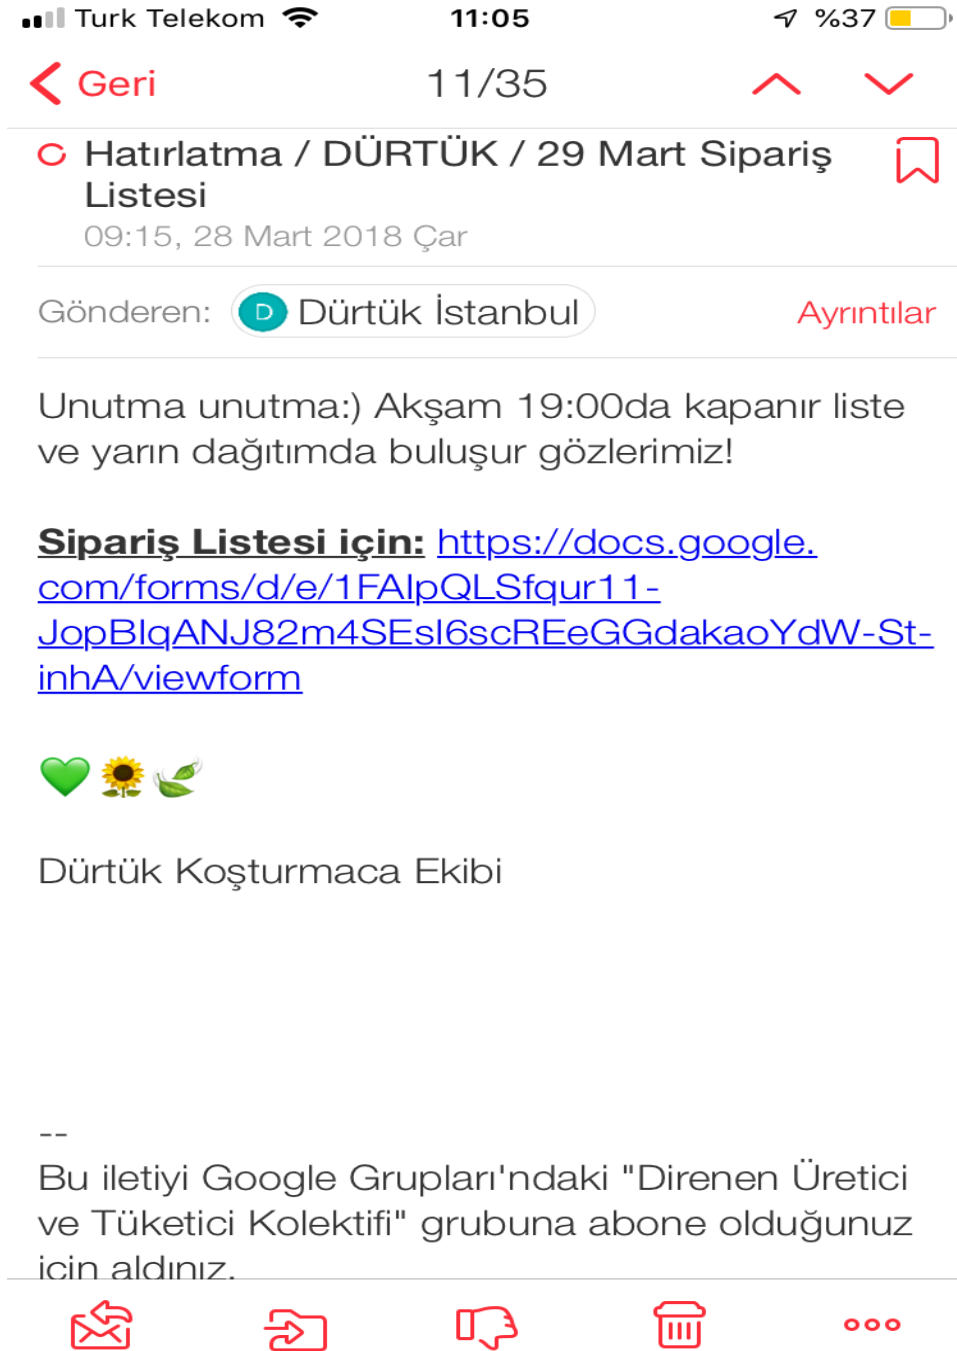 Turk Telekom 11:05 %37
Geri 11/35
Hatırlatma / DÜRTÜK / 29 Mart Sipariş
Listesi
09:15, 28 Mart 2018 Çar
Gönderen: D Dürtük İstanbul Ayrıntılar
Unutma unutma:) Akşam 19:00da kapanır liste
ve yarın dağıtımda buluşur gözlerimiz!
Sipariş Listesi için: https://docs.google.
com/forms/d/e/1FAIpQLSfqur11-
JopBIqANJ82m4SEsI6scREeGGdakaoYdW-St-
inhA/viewform
Dürtük Koşturmaca Ekibi
--
Bu iletiyi Google Grupları'ndaki "Direnen Üretici
ve Tüketici Kolektifi" grubuna abone olduğunuz
için aldınız.